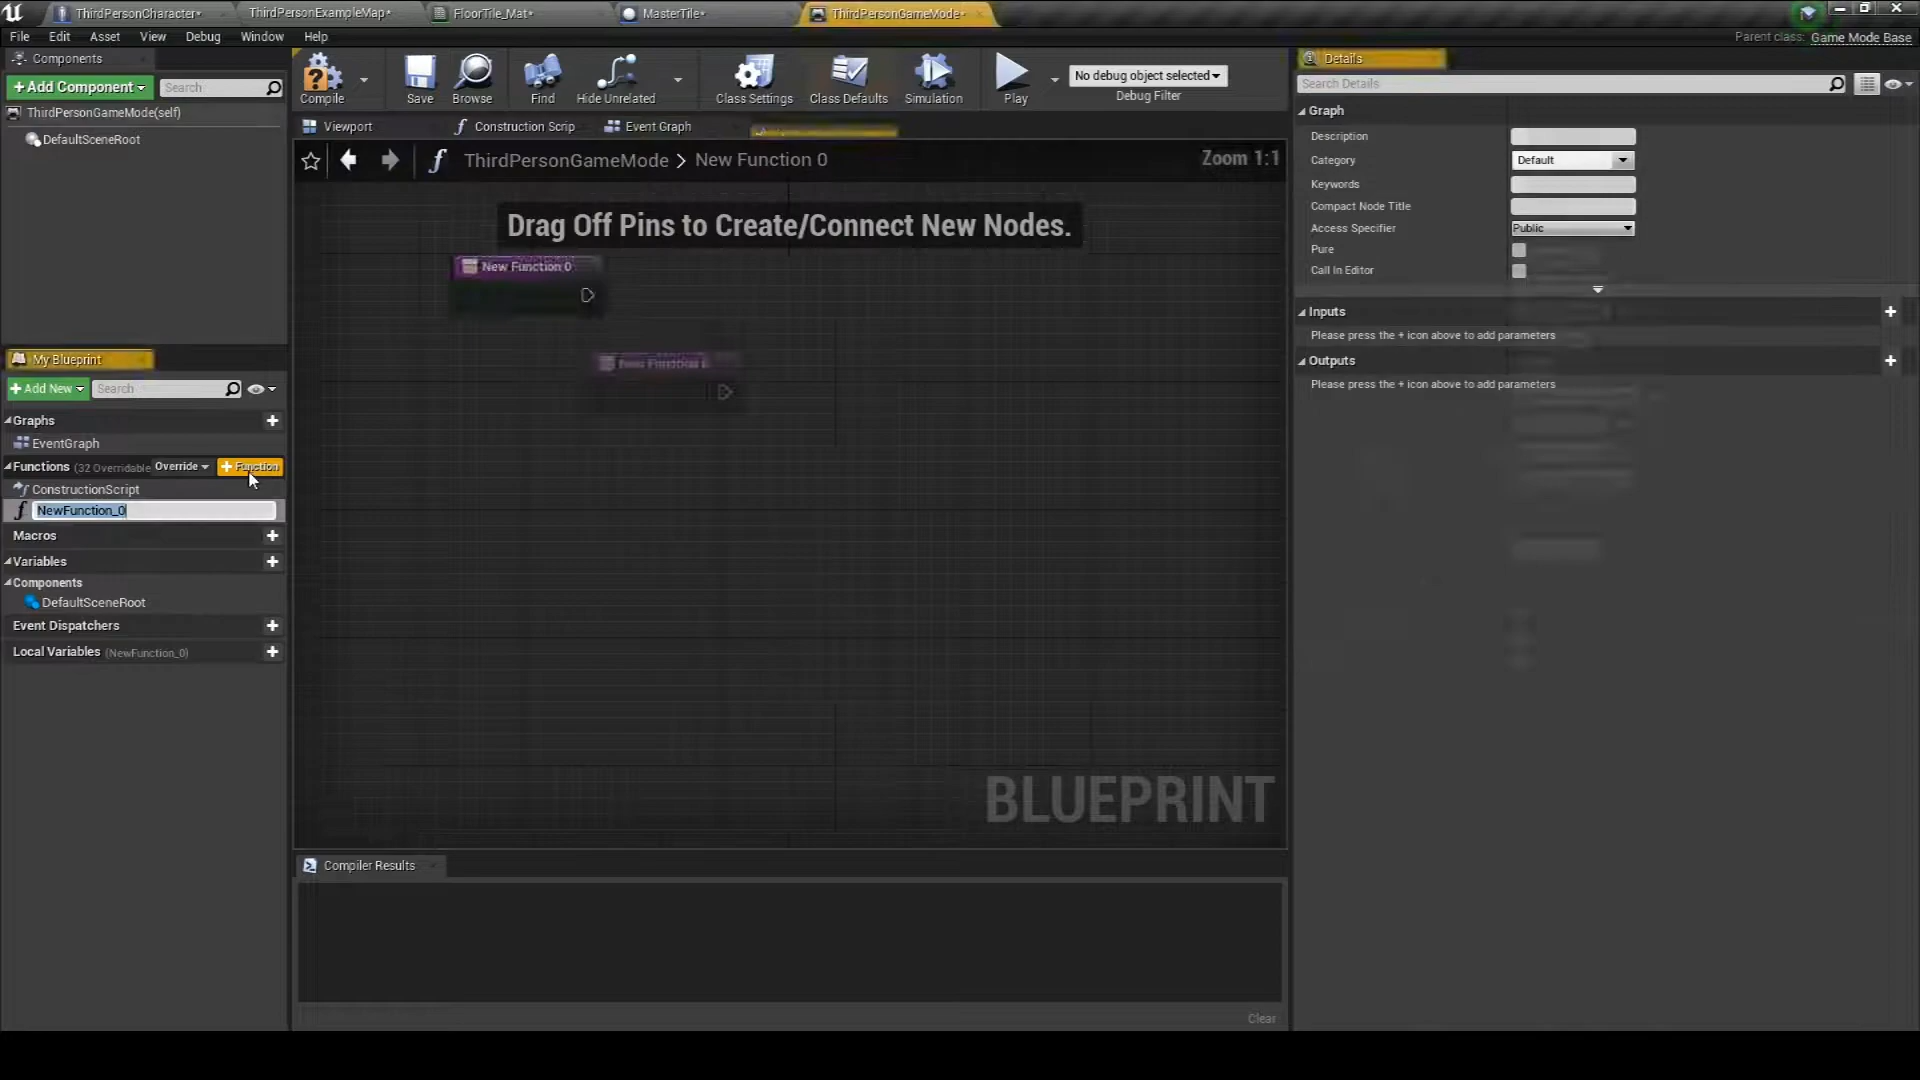 ThirdPersonCharacter*
ThirdPersonExampleMap*
FloorTile_Mat*
MasterTile*
ThirdPersonGameMode*
File Edit Asset View Debug Window Help
Parent class: Game Mode Base
Components
+Add Component
Search
ThirdPersonGameMode(self)
DefaultSceneRoot
Compile
Save
Browse
Find
Hide Unrelated
Class Settings
Class Defaults
Simulation
Play
No debug object selected
Debug Filter
Viewport
Construction Scrip
Event Graph
ThirdPersonGameMode > New Function 0
Zoom 1:1
Drag Off Pins to Create/Connect New Nodes.
New Function 0
BLUEPRINT
Compiler Results
Clear
My Blueprint
+Add New
Search
Graphs
EventGraph
Functions (32 Overridable Override +Function
ConstructionScript
NewFunction_0
Macros
Variables
Components
DefaultSceneRoot
Event Dispatchers
Local Variables (NewFunction_0)
Details
Search Details
Graph
Description
Category Default
Keywords
Compact Node Title
Access Specifier Public
Pure
Call In Editor
Inputs
Please press the + icon above to add parameters
Outputs
Please press the + icon above to add parameters